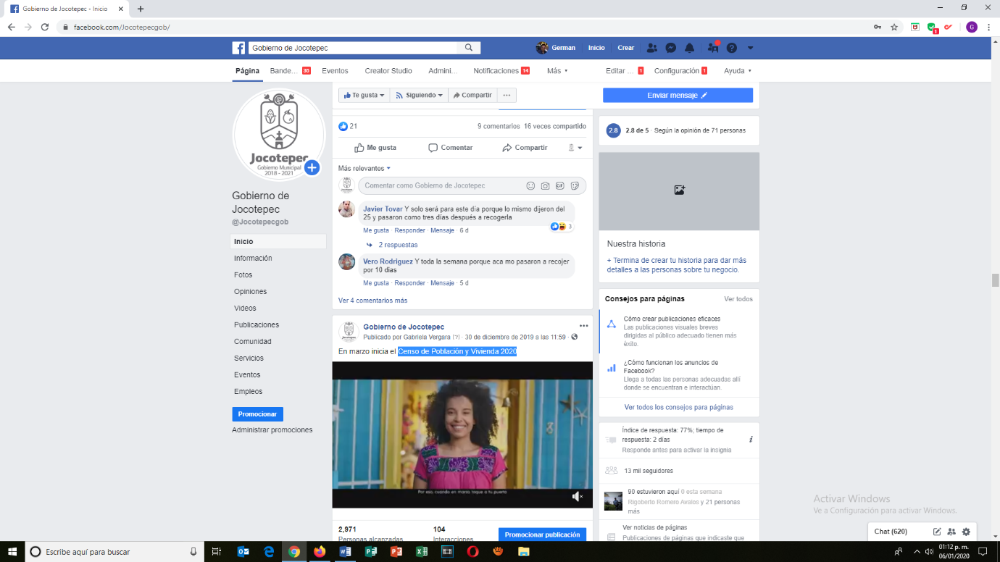 Gobierno de Jocotepec - Inicio
facebook.com/Jocotepecgob/
1
G
Gobierno de Jocotepec
German
Inicio
Crear
Página
Bande... 36
Eventos
Creator Studio
Admini...
Notificaciones 14
Más
Editar ... 1
Configuración 1
Ayuda
Jocotepec
Gobierno Municipal
2018 - 2021
Gobierno de
Jocotepec
@Jocotepecgob
Inicio
Información
Fotos
Opiniones
Videos
Publicaciones
Comunidad
Servicios
Eventos
Empleos
Promocionar
Administrar promociones
Te gusta
Siguiendo
Compartir
Enviar mensaje
21
9 comentarios 16 veces compartido
Me gusta
Comentar
Compartir
Más relevantes
Comentar como Gobierno de Jocotepec
GIF
Javier Tovar Y solo será para este día porque lo mismo dijeron del
25 y pasaron como tres días después a recogerla
3
Me gusta · Responder · Mensaje · 6 d
2 respuestas
Vero Rodriguez Y toda la semana porque aca mo pasaron a recojer
por 10 dias
Me gusta · Responder · Mensaje · 5 d
Ver 4 comentarios más
Gobierno de Jocotepec
Publicado por Gabriela Vergara [?] · 30 de diciembre de 2019 a las 11:59 ·
En marzo inicia el Censo de Población y Vivienda 2020
Por eso, cuando en marzo llegue a tu puerta
2,971
Personas alcanzadas
104
Interacciones
Promocionar publicación
2.8
2.8 de 5 · Según la opinión de 71 personas
Nuestra historia
+ Termina de crear tu historia para dar más
detalles a las personas sobre tu negocio.
Consejos para páginas
Ver todos
Cómo crear publicaciones eficaces
Las publicaciones visuales breves
dirigidas al público adecuado tienen más
éxito.
¿Cómo funcionan los anuncios de
Facebook?
Llega a todas las personas adecuadas allí
donde se encuentran e interactúan.
Ver todos los consejos para páginas
Índice de respuesta: 77%; tiempo de
respuesta: 2 días
Responde antes para activar la insignia
13 mil seguidores
90 estuvieron aquí 0 esta semana
Rigoberto Romero Avalos y 21 personas
más
Ver noticias de páginas
Publicaciones de páginas que indicaste que
Activar Windows
Ve a Configuración para activar Windows.
Chat (620)
Escribe aquí para buscar
01:12 p. m.
06/01/2020